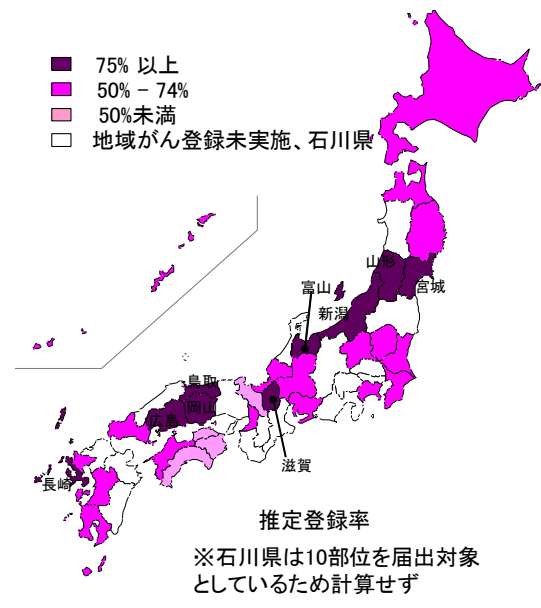 75% 以上
50% − 74%
50%未満
地域がん登録未実施、石川県
山形
宮城
富山
新潟
鳥取
岡山
広島
滋賀
長崎
推定登録率
※石川県は10部位を届出対象
としているため計算せず